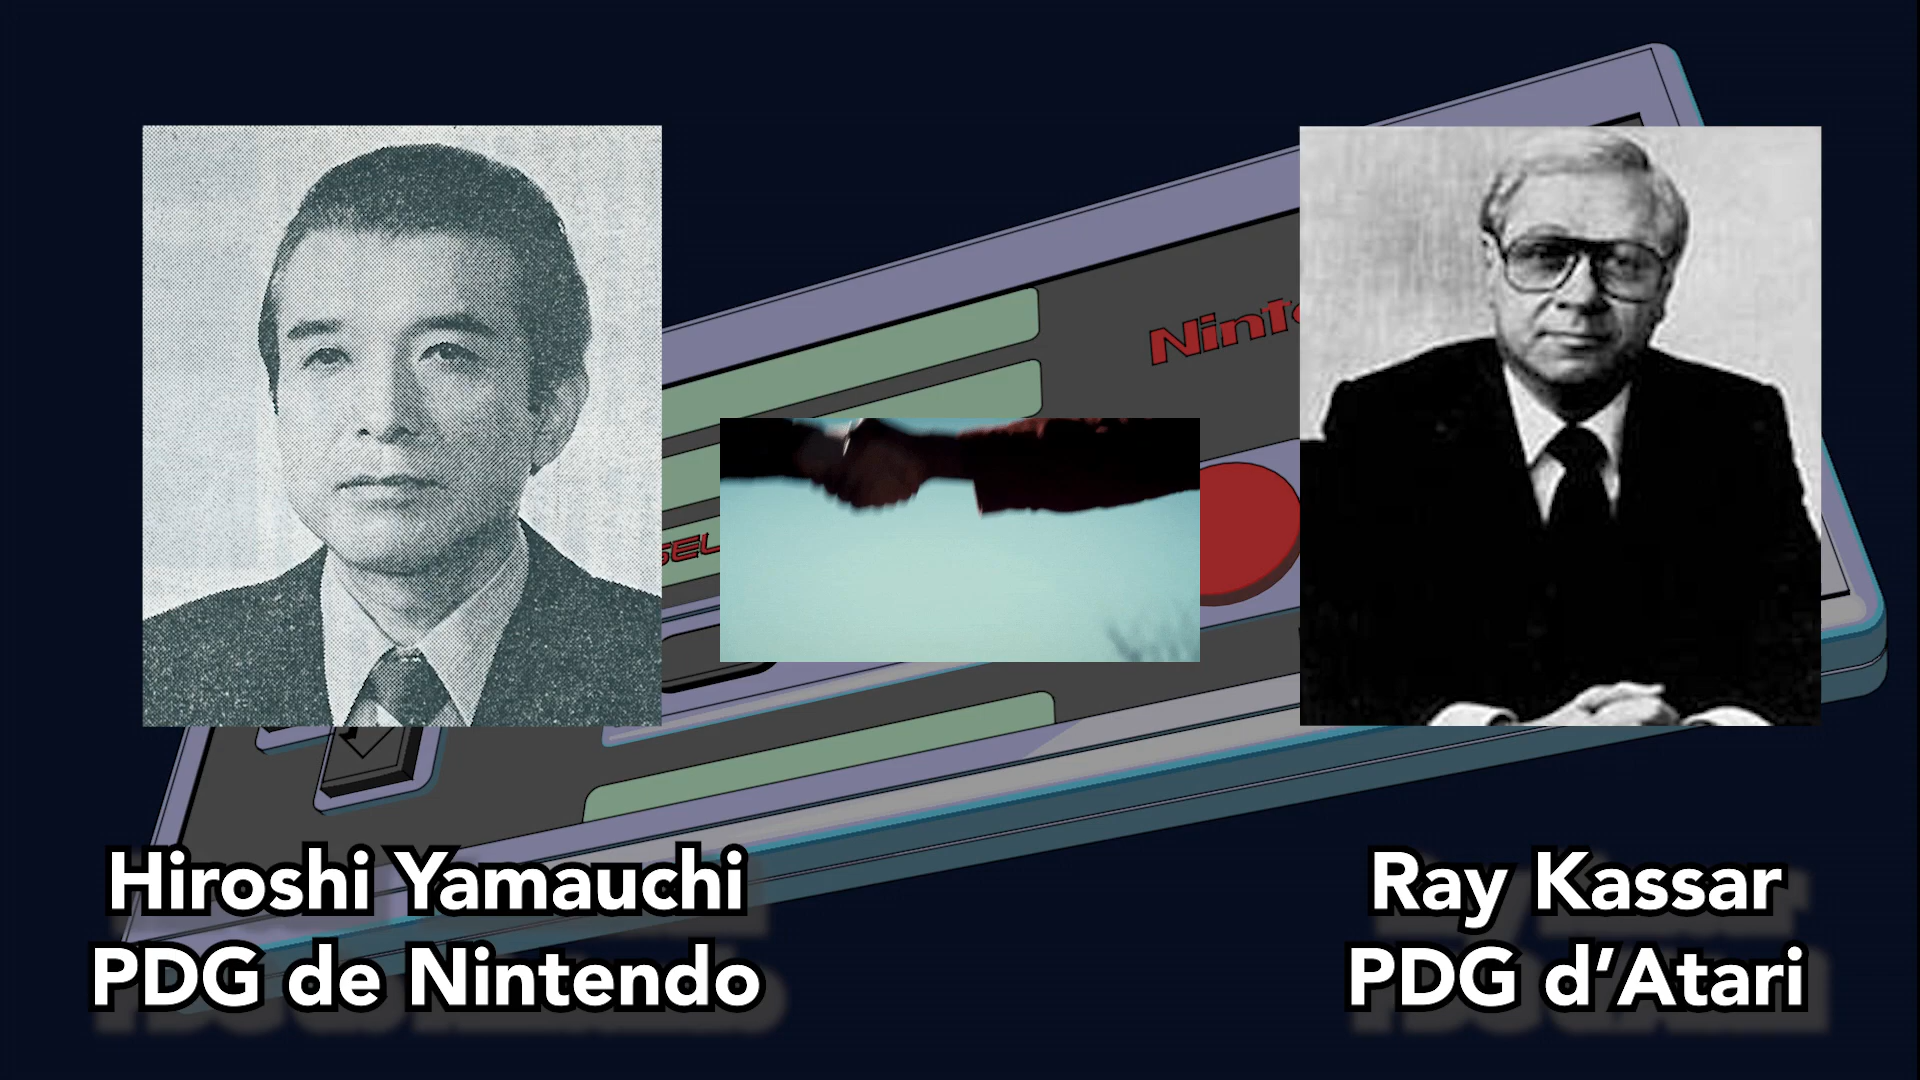 Hiroshi Yamauchi
PDG de Nintendo
Ray Kassar
PDG d'Atari